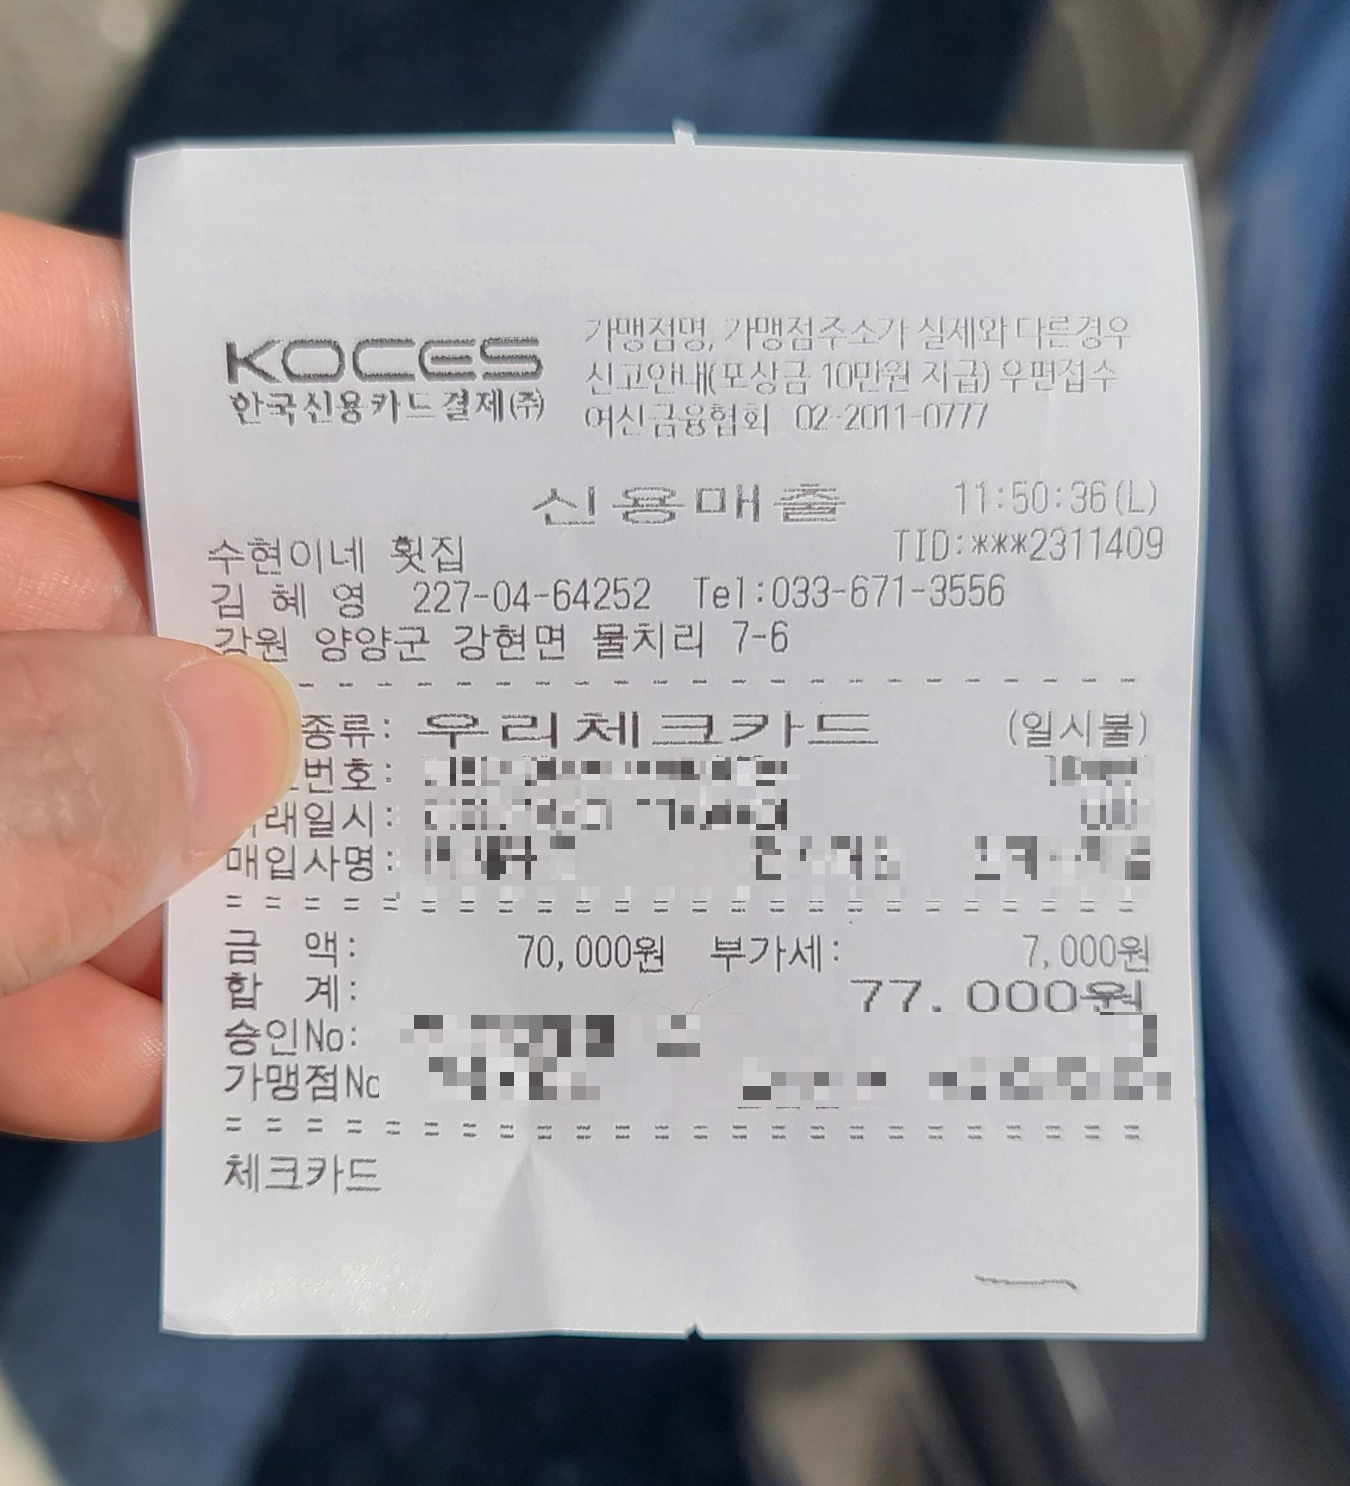 KOCES
한국신용카드결제(주)
가맹점명, 가맹점주소가 실제와 다른경우
신고안내(포상금 10만원 지급) 우편접수
여신금융협회 02-2011-0777
신용매출 11:50:36(L)
수현이네 횟집 TID:***2311409
김 혜 영 227-04-64252 Tel:033-671-3556
강원 양양군 강현면 물치리 7-6
종류: 우리체크카드 (일시불)
번호:
래일시:
매입사명:
금 액: 70,000원 부가세: 7,000원
합 계: 77,000원
승인No:
가맹점No
체크카드